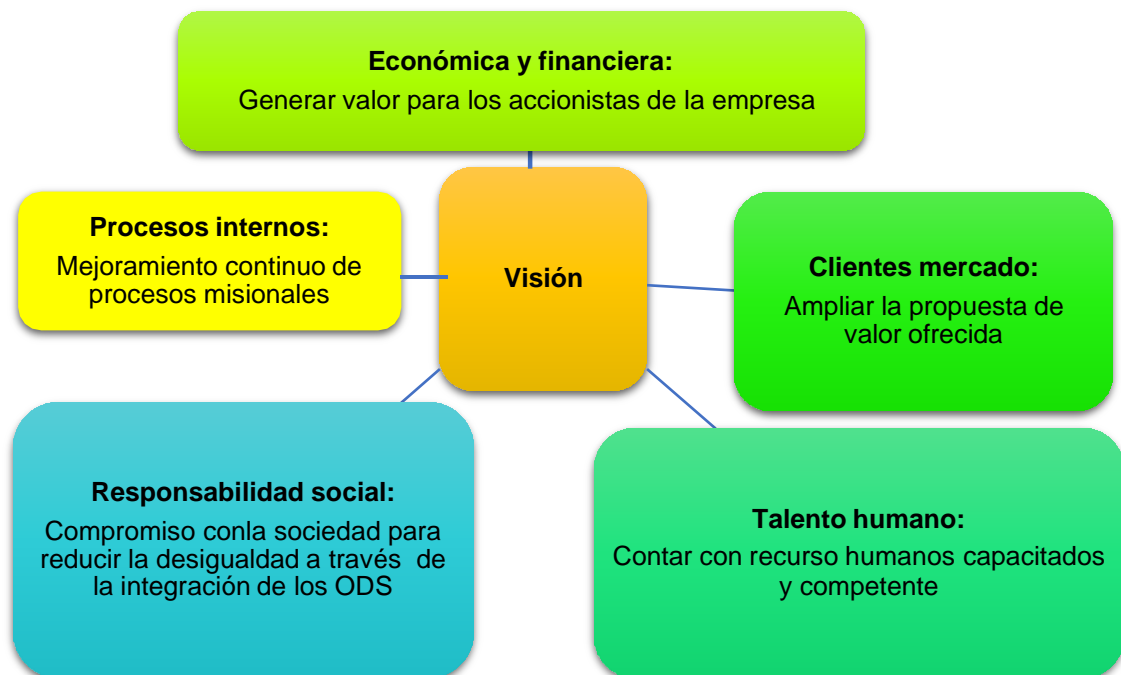 Económica y financiera:
Generar valor para los accionistas de la empresa
Procesos internos:
Mejoramiento continuo de
procesos misionales
Visión
Clientes mercado:
Ampliar la propuesta de
valor ofrecida
Responsabilidad social:
Compromiso conla sociedad para
reducir la desigualdad a través  de
la integración de los ODS
Talento humano:
Contar con recurso humanos capacitados
y competente